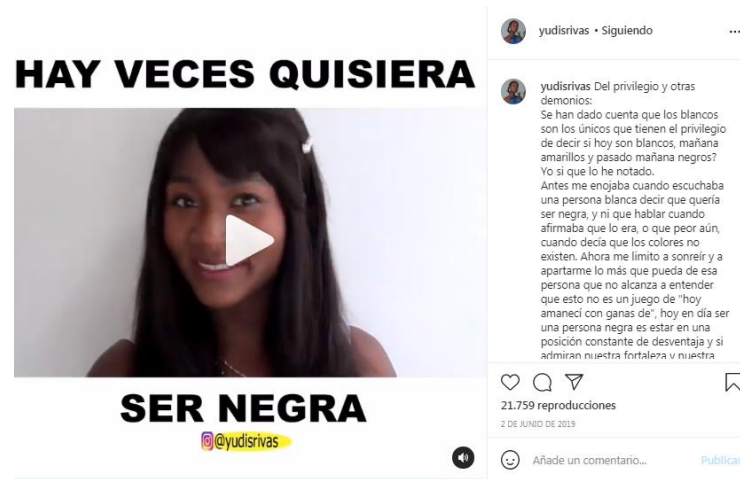 HAY VECES QUISIERA
SER NEGRA
@yudisrivas
yudisrivas • Siguiendo
yudisrivas Del privilegio y otras
demonios:
Se han dado cuenta que los blancos
son los únicos que tienen el privilegio
de decir si hoy son blancos, mañana
amarillos y pasado mañana negros?
Yo si que lo he notado.
Antes me enojaba cuando escuchaba
una persona blanca decir que quería
ser negra, y ni que hablar cuando
afirmaba que lo era, o que peor aún,
cuando decía que los colores no
existen. Ahora me limito a sonreír y a
apartarme lo más que pueda de esa
persona que no alcanza a entender
que esto no es un juego de "hoy
amanecí con ganas de", hoy en día ser
una persona negra es estar en una
posición constante de desventaja y si
admiran nuestra fortaleza y nuestra
21.759 reproducciones
2 DE JUNIO DE 2019
Añade un comentario...
Publicar